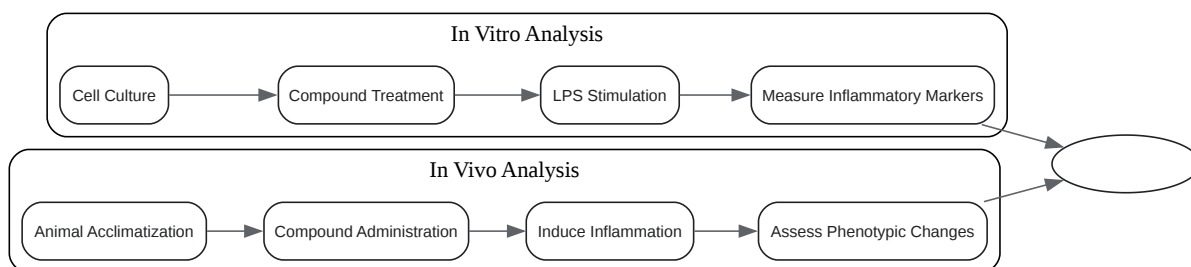 In Vitro Analysis
Cell Culture
Compound Treatment
LPS Stimulation
Measure Inflammatory Markers
In Vivo Analysis
Animal Acclimatization
Compound Administration
Induce Inflammation
Assess Phenotypic Changes